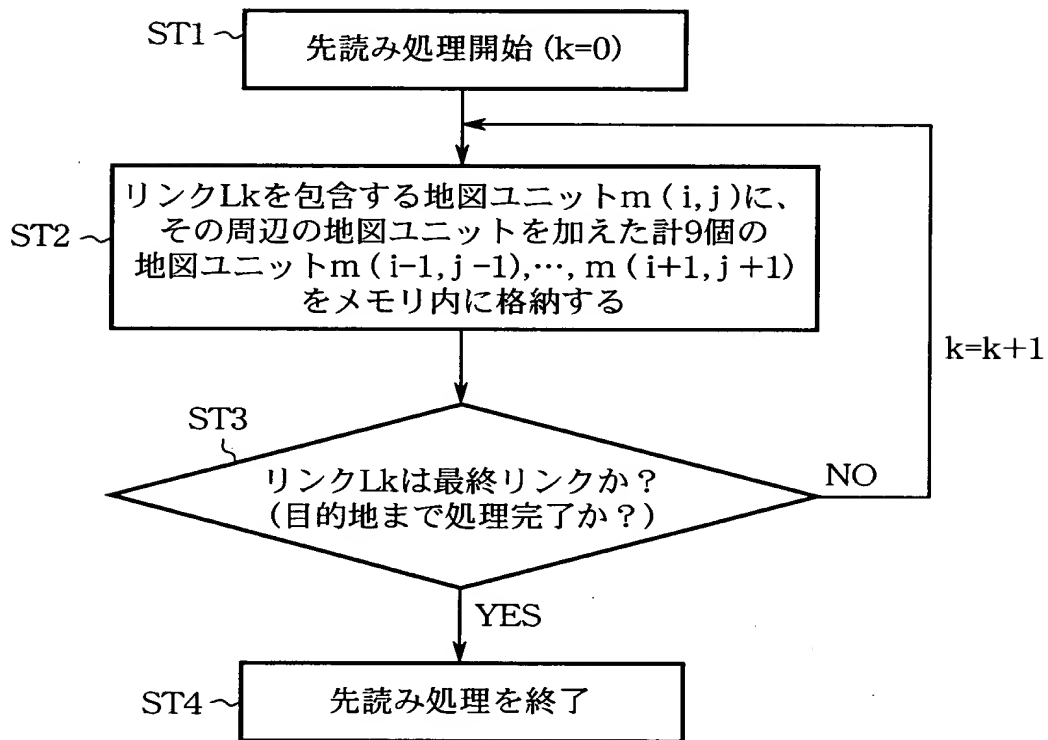 ST1
先読み処理開始 (k=0)
ST2
リンクLkを包含する地図ユニットm ( i, j )に、
その周辺の地図ユニットを加えた計9個の
地図ユニットm ( i-1, j -1),…, m ( i+1, j +1)
をメモリ内に格納する
k=k+1
ST3
リンクLkは最終リンクか？
(目的地まで処理完了か？)
NO
YES
ST4
先読み処理を終了